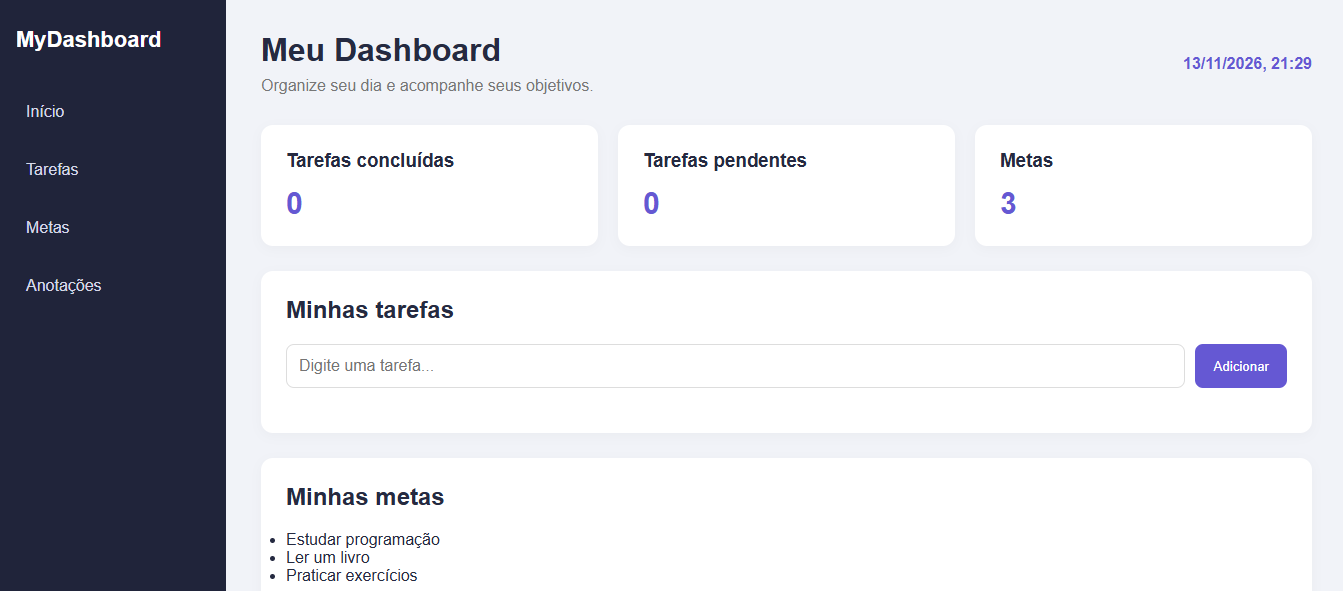 MyDashboard
Início
Tarefas
Metas
Anotações
Meu Dashboard
Organize seu dia e acompanhe seus objetivos.
13/11/2026, 21:29
Tarefas concluídas
0
Tarefas pendentes
0
Metas
3
Minhas tarefas
Digite uma tarefa...
Adicionar
Minhas metas
Estudar programação
Ler um livro
Praticar exercícios